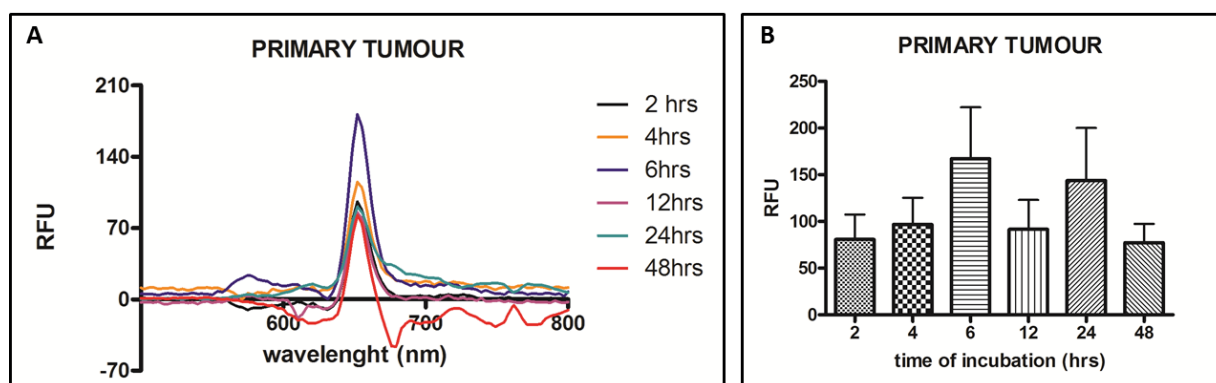 A
PRIMARY TUMOUR
210
140
70
0
-70
RFU
600
700
800
wavelenght (nm)
2 hrs
4hrs
6hrs
12hrs
24hrs
48hrs
B
PRIMARY TUMOUR
250
200
150
100
50
0
RFU
2 4 6 12 24 48
time of incubation (hrs)